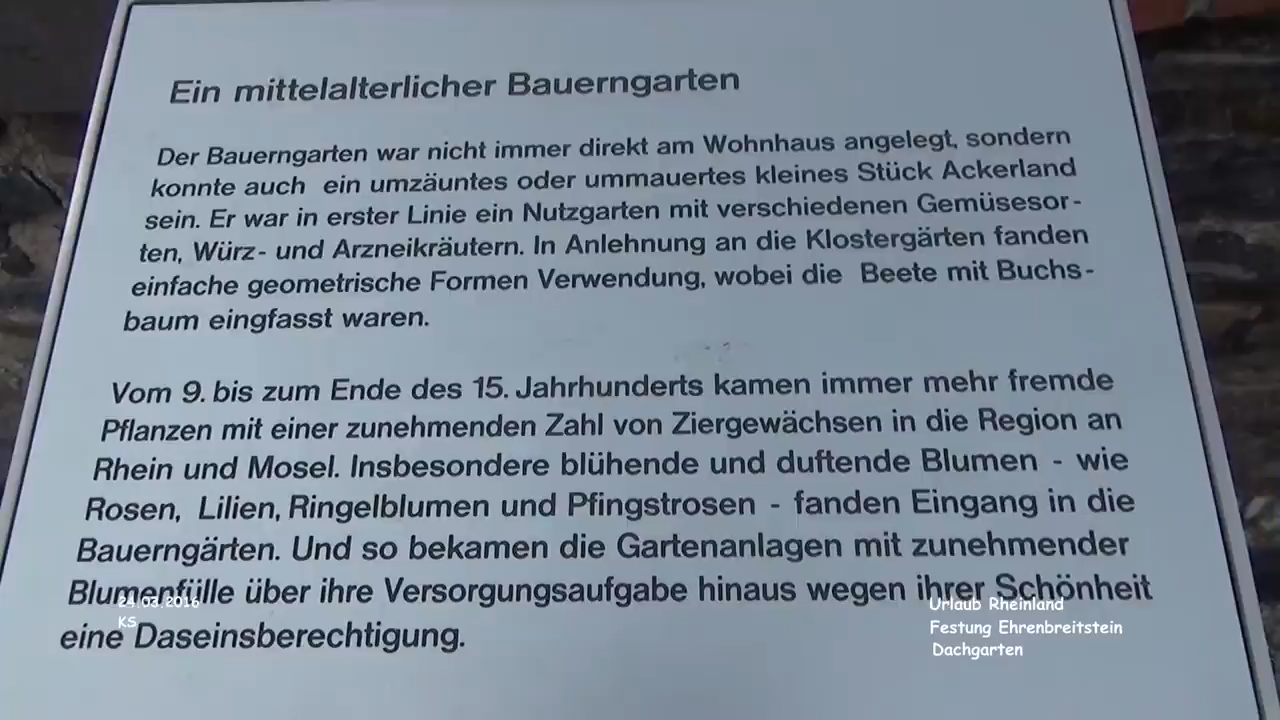 Ein mittelalterlicher Bauerngarten
Der Bauerngarten war nicht immer direkt am Wohnhaus angelegt, sondern
konnte auch ein umzäuntes oder ummauertes kleines Stück Ackerland
sein. Er war in erster Linie ein Nutzgarten mit verschiedenen Gemüsesor-
ten, Würz- und Arzneikräutern. In Anlehnung an die Klostergärten fanden
einfache geometrische Formen Verwendung, wobei die Beete mit Buchs-
baum eingfasst waren.
Vom 9. bis zum Ende des 15. Jahrhunderts kamen immer mehr fremde
Pflanzen mit einer zunehmenden Zahl von Ziergewächsen in die Region an
Rhein und Mosel. Insbesondere blühende und duftende Blumen - wie
Rosen, Lilien, Ringelblumen und Pfingstrosen - fanden Eingang in die
Bauerngärten. Und so bekamen die Gartenanlagen mit zunehmender
Blumenfülle über ihre Versorgungsaufgabe hinaus wegen ihrer Schönheit
eine Daseinsberechtigung.
24.03.2016
KS
Urlaub Rheinland
Festung Ehrenbreitstein
Dachgarten